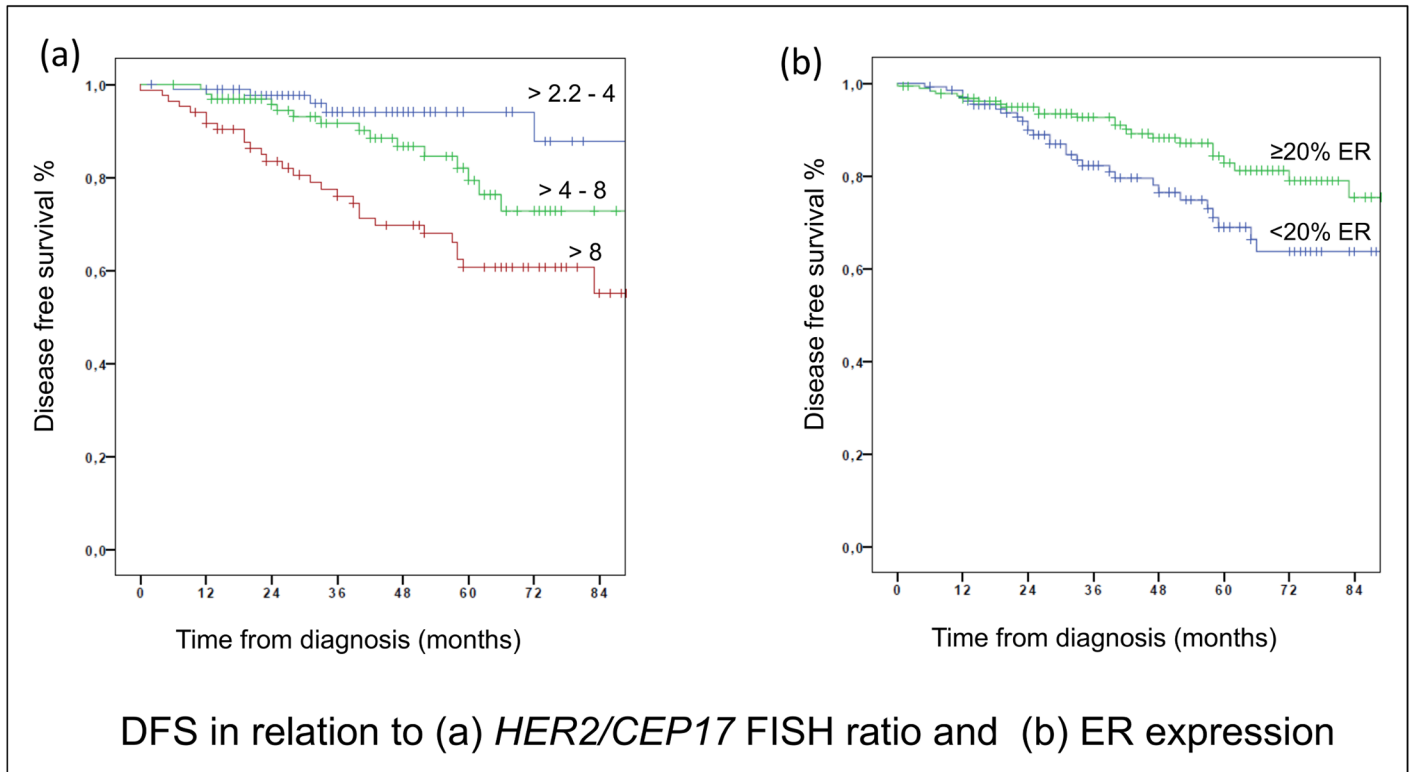 (a)
Disease free survival %
1,0
0,8
0,6
0,4
0,2
0,0
> 2.2 - 4
> 4 - 8
> 8
0 12 24 36 48 60 72 84
Time from diagnosis (months)
(b)
Disease free survival %
1,0
0,8
0,6
0,4
0,2
0,0
≥20% ER
<20% ER
0 12 24 36 48 60 72 84
Time from diagnosis (months)
DFS in relation to (a) HER2/CEP17 FISH ratio and (b) ER expression